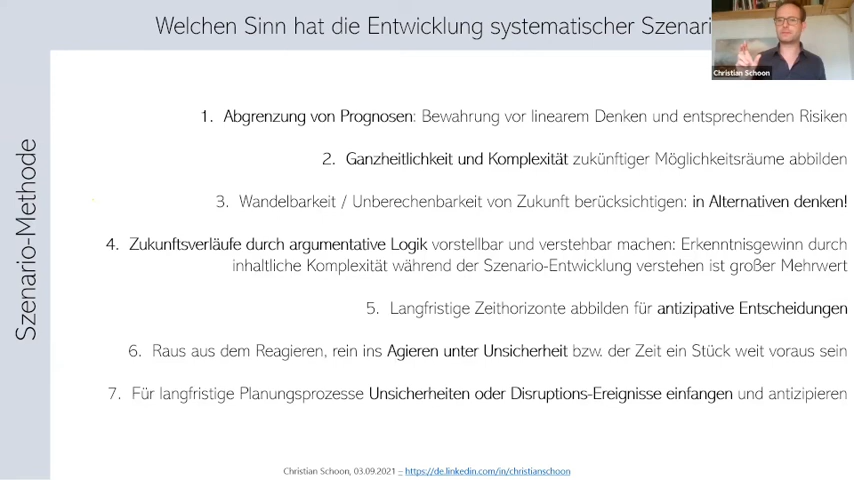 Welchen Sinn hat die Entwicklung systematischer Szenari
Christian Schoon
Szenario-Methode
1. Abgrenzung von Prognosen: Bewahrung vor linearem Denken und entsprechenden Risiken
2. Ganzheitlichkeit und Komplexität zukünftiger Möglichkeitsräume abbilden
3. Wandelbarkeit / Unberechenbarkeit von Zukunft berücksichtigen: in Alternativen denken!
4. Zukunftsverläufe durch argumentative Logik vorstellbar und verstehbar machen: Erkenntnisgewinn durch
inhaltliche Komplexität während der Szenario-Entwicklung verstehen ist großer Mehrwert
5. Langfristige Zeithorizonte abbilden für antizipative Entscheidungen
6. Raus aus dem Reagieren, rein ins Agieren unter Unsicherheit bzw. der Zeit ein Stück weit voraus sein
7. Für langfristige Planungsprozesse Unsicherheiten oder Disruptions-Ereignisse einfangen und antizipieren
Christian Schoon, 03.09.2021 – https://de.linkedin.com/in/christianschoon